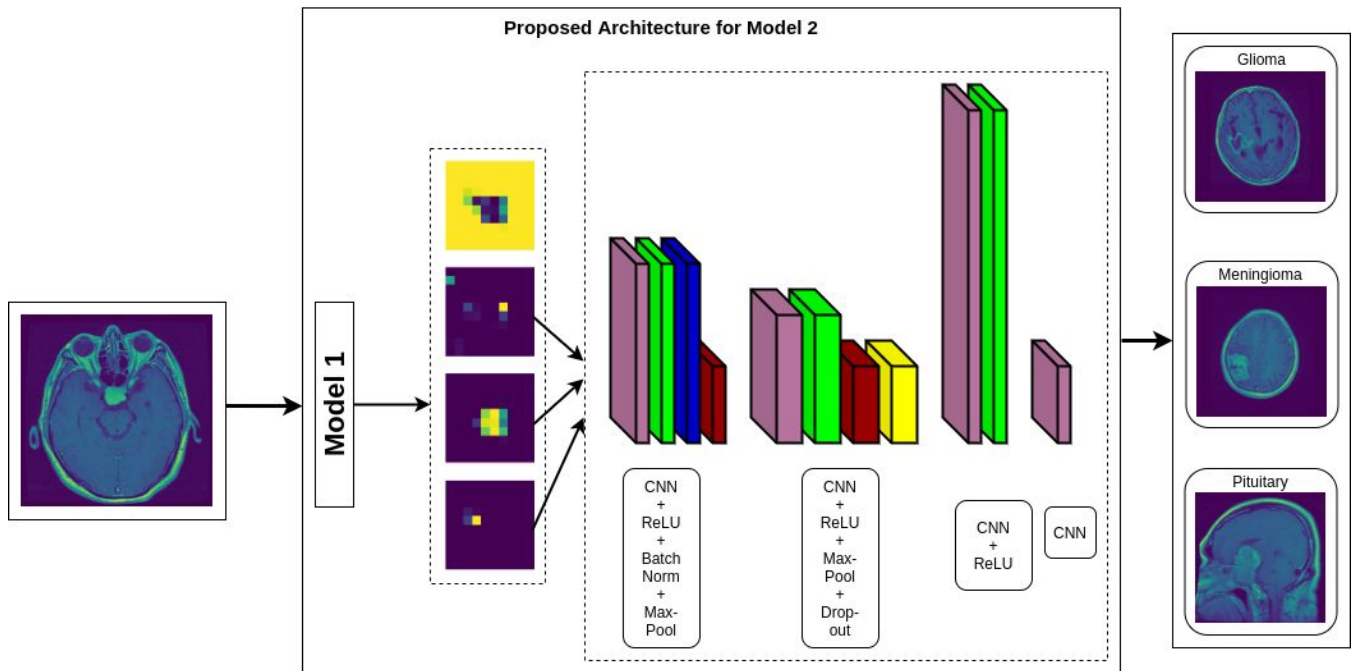 Proposed Architecture for Model 2
Model 1
CNN
+
ReLU
+
Batch
Norm
+
Max-
Pool
CNN
+
ReLU
+
Max-
Pool
+
Drop-
out
CNN
+
ReLU
CNN
Glioma
Meningioma
Pituitary